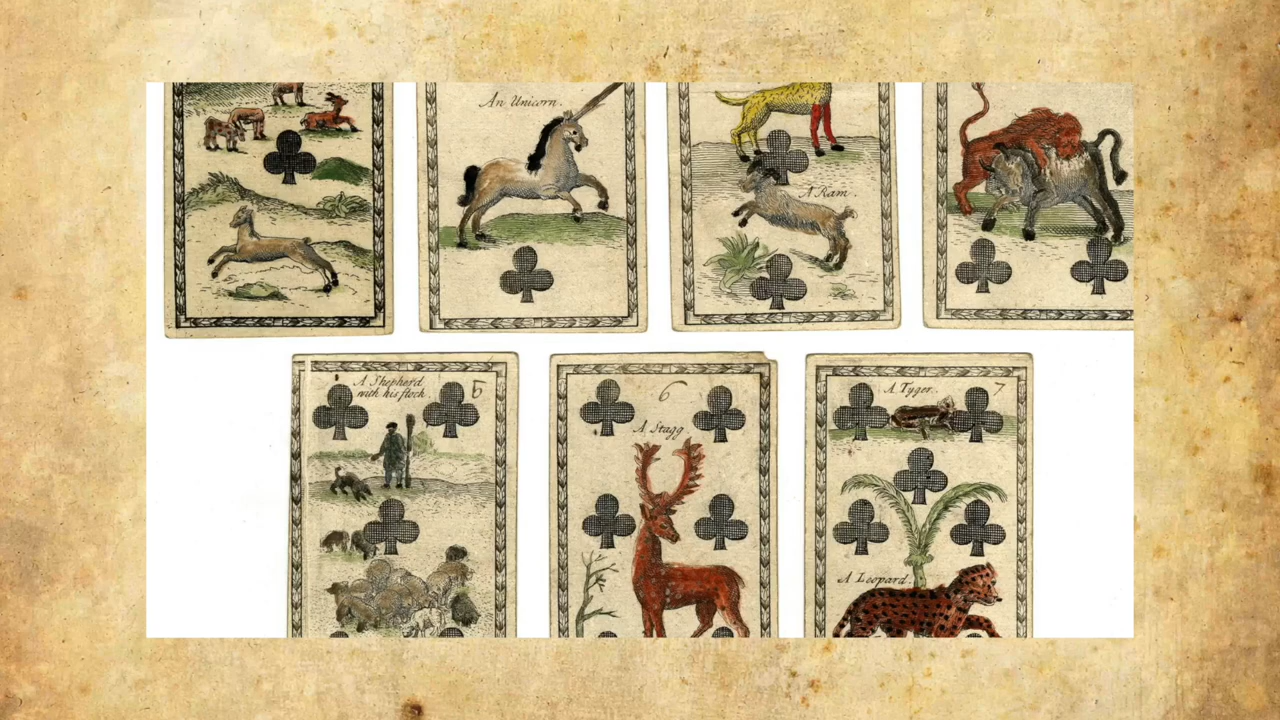 An Unicorn.
A Ram.
A Shepherd
with his flock.
5
6
A Stagg
A Tyger.
7
A Leopard.